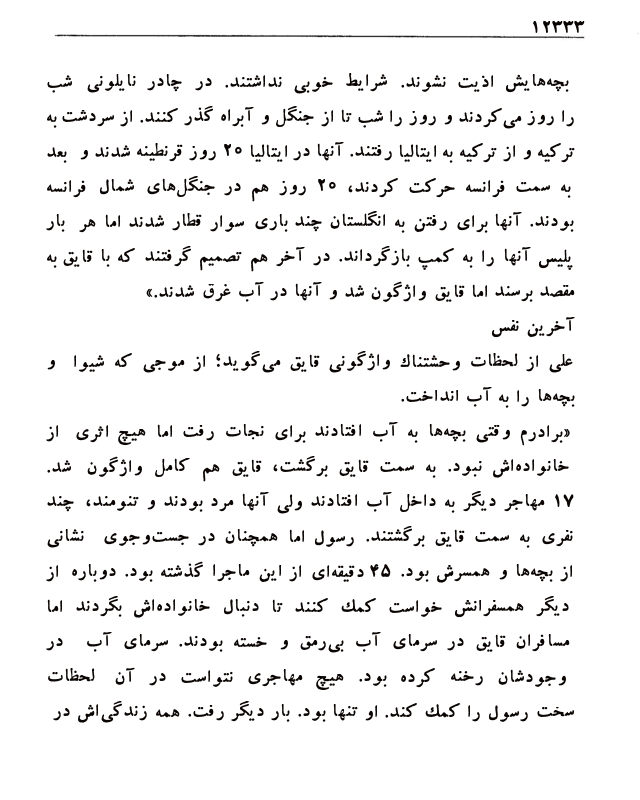 ۱۲۳۳۳
بچه‌هایش اذیت نشوند. شرایط خوبی نداشتند. در چادر نایلونی شب
را روز می‌کردند و روز را شب تا از جنگل و آبراه گذر کنند. از سردشت به
ترکیه و از ترکیه به ایتالیا رفتند. آنها در ایتالیا ۲۵ روز قرنطینه شدند و بعد
به سمت فرانسه حرکت کردند، ۲۵ روز هم در جنگل‌های شمال فرانسه
بودند. آنها برای رفتن به انگلستان چند باری سوار قطار شدند اما هر بار
پلیس آنها را به کمپ بازگرداند. در آخر هم تصمیم گرفتند که با قایق به
مقصد برسند اما قایق واژگون شد و آنها در آب غرق شدند.»
آخرین نفس
علی از لحظات وحشتناك واژگونی قایق می‌گوید؛ از موجی که شیوا و
بچه‌ها را به آب انداخت.
«برادرم وقتی بچه‌ها به آب افتادند برای نجات رفت اما هیچ اثری از
خانواده‌اش نبود. به سمت قایق برگشت، قایق هم کامل واژگون شد.
۱۷ مهاجر دیگر به داخل آب افتادند ولی آنها مرد بودند و تنومند، چند
نفری به سمت قایق برگشتند. رسول اما همچنان در جست‌وجوی نشانی
از بچه‌ها و همسرش بود. ۴۵ دقیقه‌ای از این ماجرا گذشته بود. دوباره از
دیگر همسفرانش خواست کمك کنند تا دنبال خانواده‌اش بگردند اما
مسافران قایق در سرمای آب بی‌رمق و خسته بودند. سرمای آب در
وجودشان رخنه کرده بود. هیچ مهاجری نتواست در آن لحظات
سخت رسول را کمك کند. او تنها بود. بار دیگر رفت. همه زندگی‌اش در